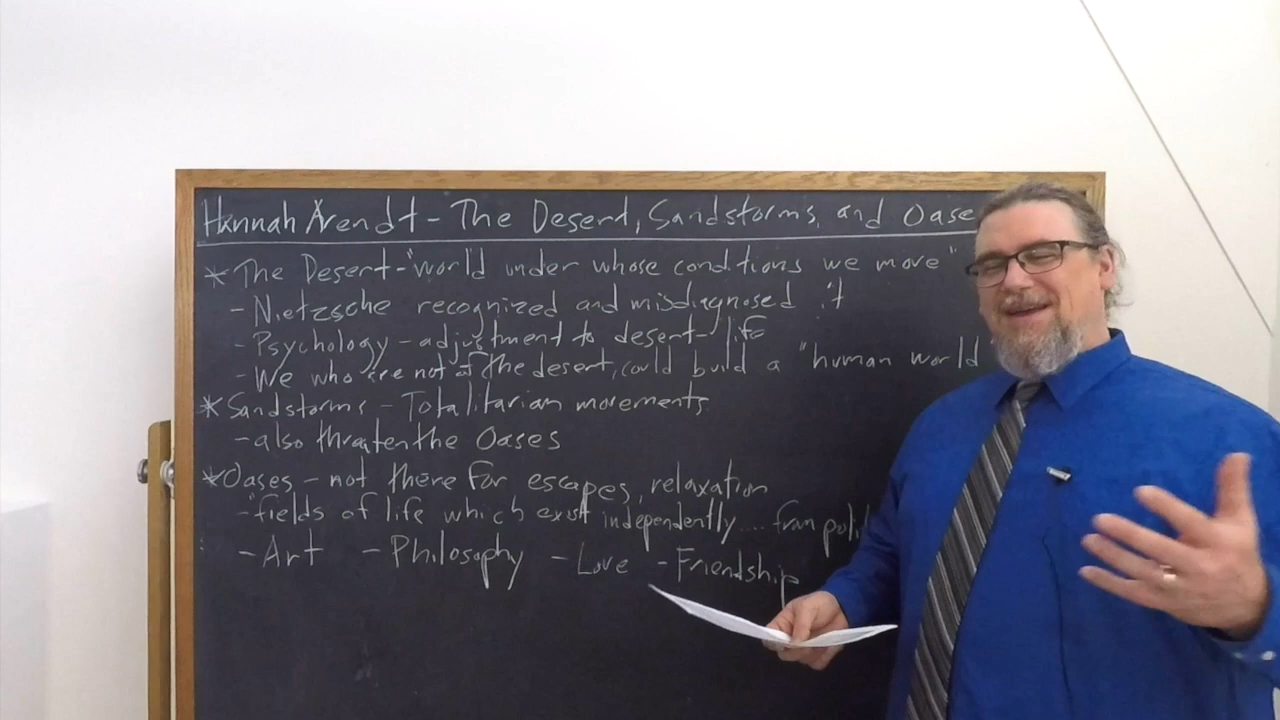 Hannah Arendt - The Desert, Sandstorms, and Oase
* The Desert - "world under whose conditions we move"
- Nietzsche recognized and misdiagnosed it
- Psychology - adjustment to desert-life
- We who are not of the desert, could build a "human world
* Sandstorms - Totalitarian movements
- also threaten the Oases
* Oases - not there for escapes, relaxation
- "fields of life which exist independently.... from polit
- Art - Philosophy - Love - Friendship